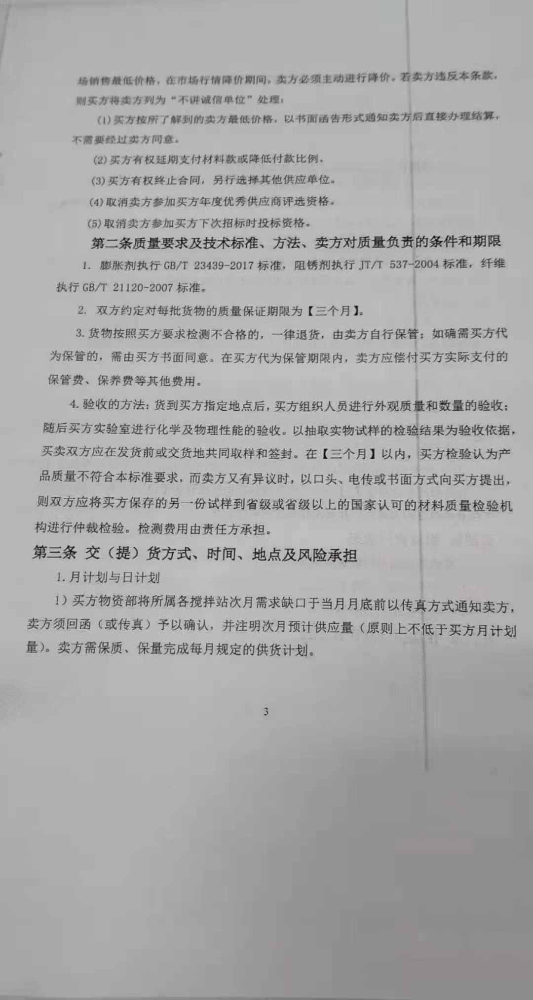 场销售最低价格，在市场行情降价期间，卖方必须主动进行降价。若卖方违反本条款，
则买方将卖方列为“不讲诚信单位”处理：
(1)买方按所了解到的卖方最低价格，以书面函告形式通知卖方后直接办理结算，
不需要经过卖方同意。
(2)买方有权延期支付材料款或降低付款比例。
(3)买方有权终止合同，另行选择其他供应单位。
(4)取消卖方参加买方年度优秀供应商评选资格。
(5)取消卖方参加买方下次招标时投标资格。
第二条质量要求及技术标准、方法、卖方对质量负责的条件和期限
1. 膨胀剂执行 GB/T 23439-2017 标准，阻锈剂执行 JT/T 537-2004 标准，纤维
执行 GB/T 21120-2007 标准。
2. 双方约定对每批货物的质量保证期限为【三个月】。
3. 货物按照买方要求检测不合格的，一律退货，由卖方自行保管；如确需买方代
为保管的，需由买方书面同意。在买方代为保管期限内，卖方应偿付买方实际支付的
保管费、保养费等其他费用。
4. 验收的方法：货到买方指定地点后，买方组织人员进行外观质量和数量的验收；
随后买方实验室进行化学及物理性能的验收。以抽取实物试样的检验结果为验收依据，
买卖双方应在发货前或交货地共同取样和签封。在【三个月】以内，买方检验认为产
品质量不符合本标准要求，而卖方又有异议时，以口头、电传或书面方式向买方提出，
则双方应将买方保存的另一份试样到省级或省级以上的国家认可的材料质量检验机
构进行仲裁检验。检测费用由责任方承担。
第三条 交（提）货方式、时间、地点及风险承担
1. 月计划与日计划
1）买方物资部将所属各搅拌站次月需求缺口于当月月底前以传真方式通知卖方，
卖方须回函（或传真）予以确认，并注明次月预计供应量（原则上不低于买方月计划
量）。卖方需保质、保量完成每月规定的供货计划。
3